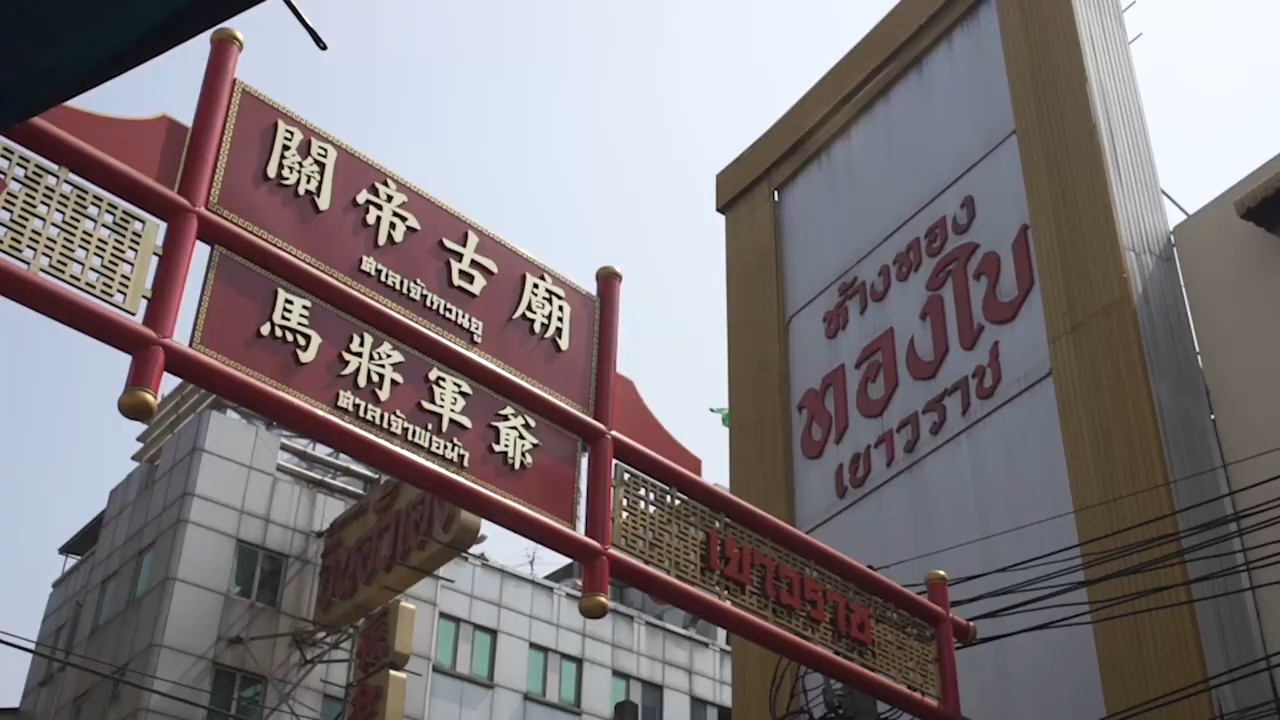 關帝古廟
ศาลเจ้ากวนอู
馬將軍爺
ศาลเจ้าพ่อม้า
เยาวราช
ห้างทอง
ทองใบ
เยาวราช